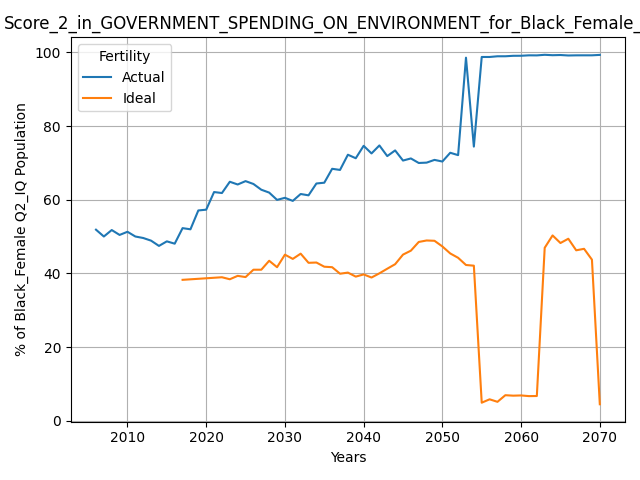 Score_2_in_GOVERNMENT_SPENDING_ON_ENVIRONMENT_for_Black_Female_
Fertility
Actual
Ideal
% of Black_Female Q2_IQ Population
100
80
60
40
20
0
2010 2020 2030 2040 2050 2060 2070
Years